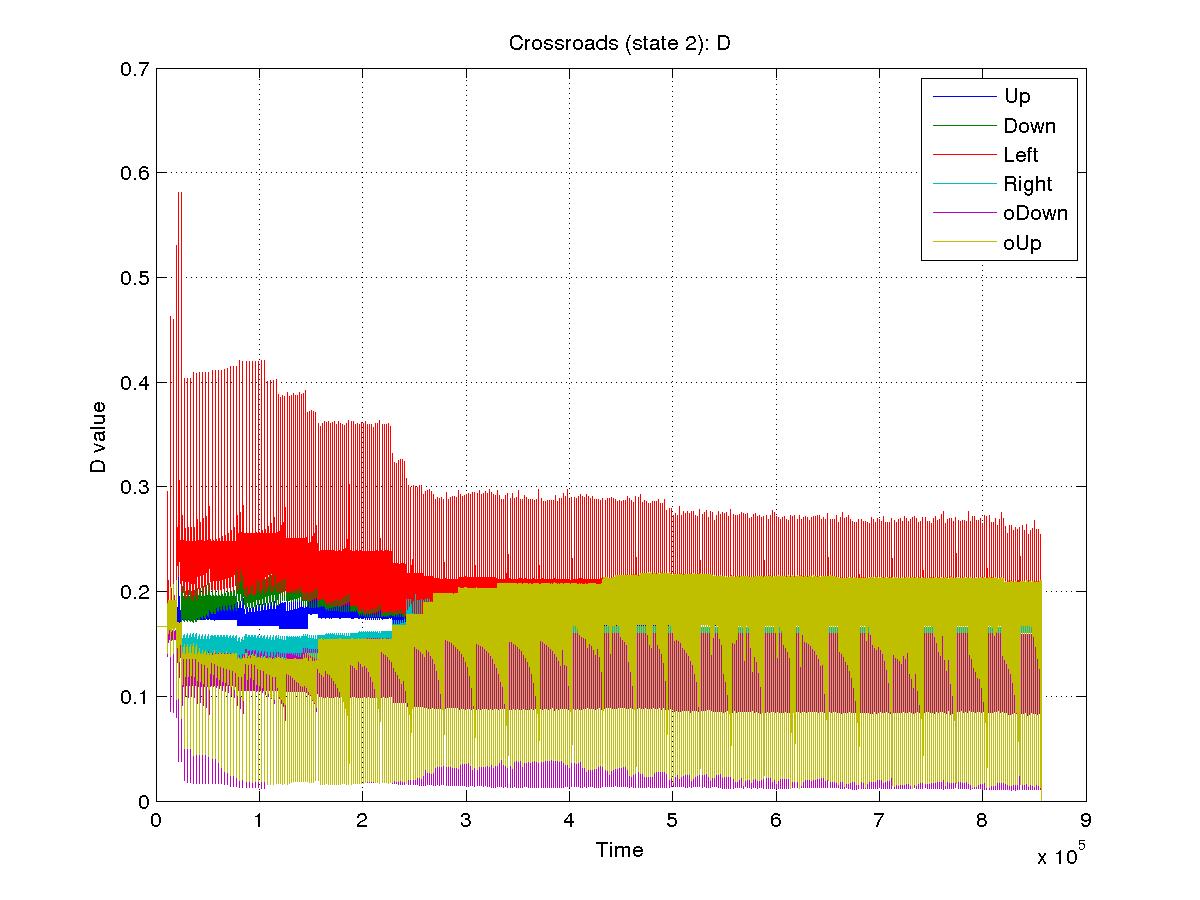 Crossroads (state 2): D
D value
0.7
0.6
0.5
0.4
0.3
0.2
0.1
0
Up
Down
Left
Right
oDown
oUp
0 1 2 3 4 5 6 7 8 9
Time
x 10^5